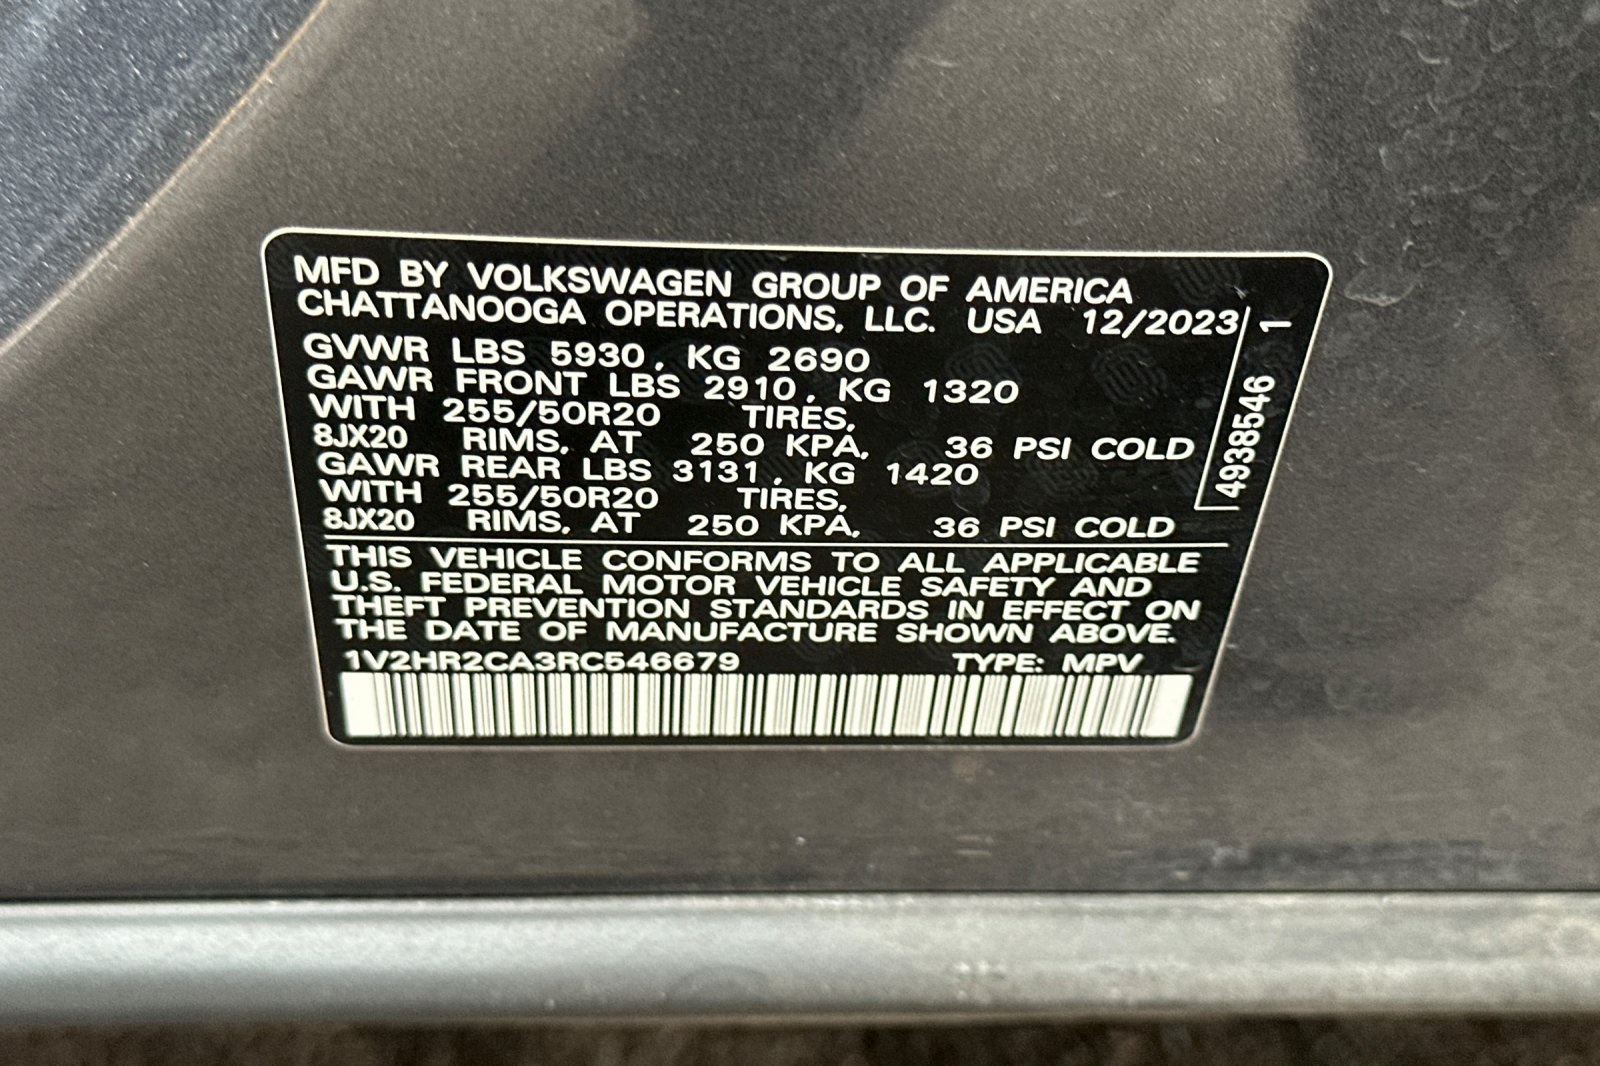 MFD BY VOLKSWAGEN GROUP OF AMERICA
CHATTANOOGA OPERATIONS, LLC. USA 12/2023
GVWR LBS 5930, KG 2690
GAWR FRONT LBS 2910, KG 1320
WITH 255/50R20 TIRES,
8JX20 RIMS, AT 250 KPA, 36 PSI COLD
GAWR REAR LBS 3131, KG 1420
WITH 255/50R20 TIRES,
8JX20 RIMS, AT 250 KPA, 36 PSI COLD
4938546 1
THIS VEHICLE CONFORMS TO ALL APPLICABLE
U.S. FEDERAL MOTOR VEHICLE SAFETY AND
THEFT PREVENTION STANDARDS IN EFFECT ON
THE DATE OF MANUFACTURE SHOWN ABOVE.
1V2HR2CA3RC546679 TYPE: MPV